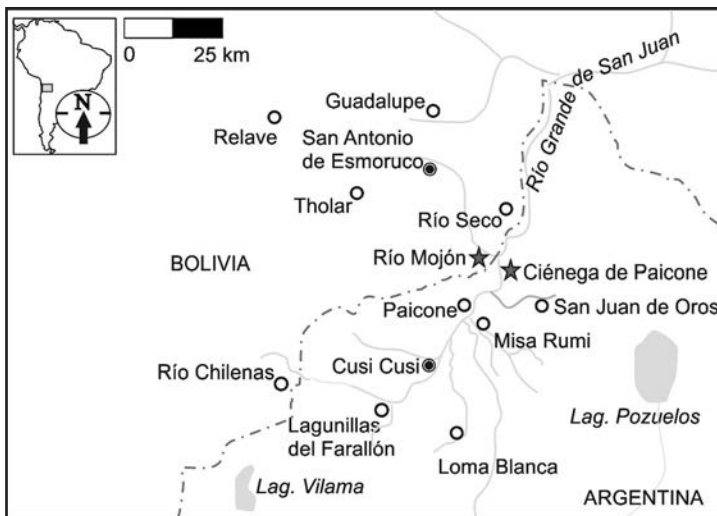 0 25 km
N
Río Grande de San Juan
Guadalupe
Relave
San Antonio
de Esmoruco
Tholar
Río Seco
Río Mojón
BOLIVIA
Ciénega de Paicone
Paicone
San Juan de Oros
Misa Rumi
Cusi Cusi
Río Chilenas
Lagunillas
del Farallón
Lag. Pozuelos
Loma Blanca
Lag. Vilama
ARGENTINA